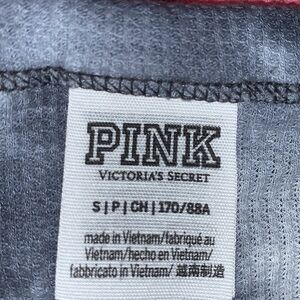 PINK
VICTORIA'S SECRET
S | P | CH | 170/88A
made in Vietnam/fabriqué au
Vietnam/hecho en Vietnam/
fabbricato in Vietnam/ 越南制造